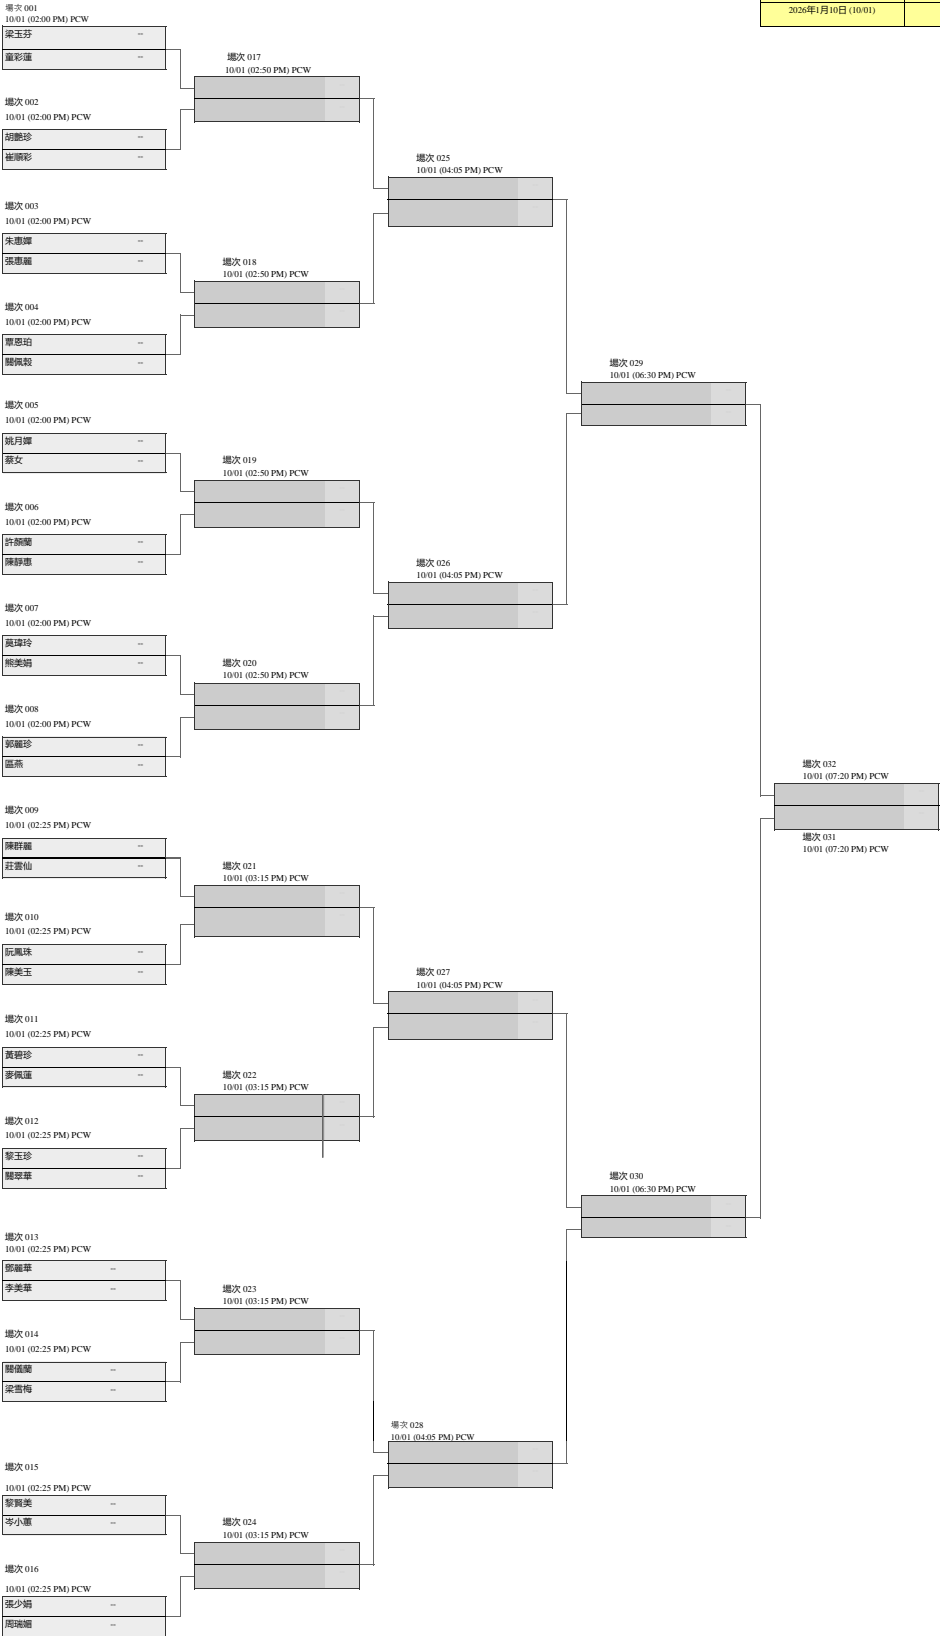 場次 001
10/01 (02:00 PM) PCW
梁玉芬 --
童彩蓮 --
場次 002
10/01 (02:00 PM) PCW
胡艷珍 --
崔順彩 --
場次 003
10/01 (02:00 PM) PCW
朱惠嬋 --
張惠麗 --
場次 004
10/01 (02:00 PM) PCW
覃恩珀 --
關佩穀 --
場次 005
10/01 (02:00 PM) PCW
姚月嬋 --
蔡女 --
場次 006
10/01 (02:00 PM) PCW
許顏蘭 --
陳靜惠 --
場次 007
10/01 (02:00 PM) PCW
莫瑋玲 --
熊美娟 --
場次 008
10/01 (02:00 PM) PCW
郭麗珍 --
區燕 --
場次 009
10/01 (02:25 PM) PCW
陳群麗 --
莊雲仙 --
場次 010
10/01 (02:25 PM) PCW
阮鳳珠 --
陳美玉 --
場次 011
10/01 (02:25 PM) PCW
黃碧珍 --
麥佩蓮 --
場次 012
10/01 (02:25 PM) PCW
黎玉珍 --
關翠華 --
場次 013
10/01 (02:25 PM) PCW
鄧麗華 --
李美華 --
場次 014
10/01 (02:25 PM) PCW
關儀蘭 --
梁雪梅 --
場次 015
10/01 (02:25 PM) PCW
黎賢美 --
岑小蕙 --
場次 016
10/01 (02:25 PM) PCW
張少娟 --
周瑞媚 --
場次 017
10/01 (02:50 PM) PCW
場次 018
10/01 (02:50 PM) PCW
場次 019
10/01 (02:50 PM) PCW
場次 020
10/01 (02:50 PM) PCW
場次 021
10/01 (03:15 PM) PCW
場次 022
10/01 (03:15 PM) PCW
場次 023
10/01 (03:15 PM) PCW
場次 024
10/01 (03:15 PM) PCW
場次 025
10/01 (04:05 PM) PCW
場次 026
10/01 (04:05 PM) PCW
場次 027
10/01 (04:05 PM) PCW
場次 028
10/01 (04:05 PM) PCW
場次 029
10/01 (06:30 PM) PCW
場次 030
10/01 (06:30 PM) PCW
2026年1月10日 (10/01)
場次 032
10/01 (07:20 PM) PCW
場次 031
10/01 (07:20 PM) PCW